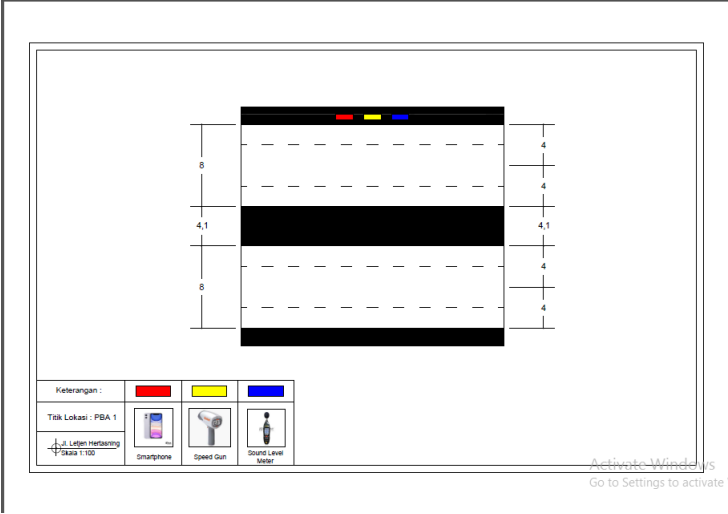 8
4,1
8
4
4
4,1
4
4
Keterangan :
Titik Lokasi : PBA 1
Jl. Letjen Hertasning
Skala 1:100
Smartphone
Speed Gun
Sound Level
Meter
Activate Windows
Go to Settings to activate